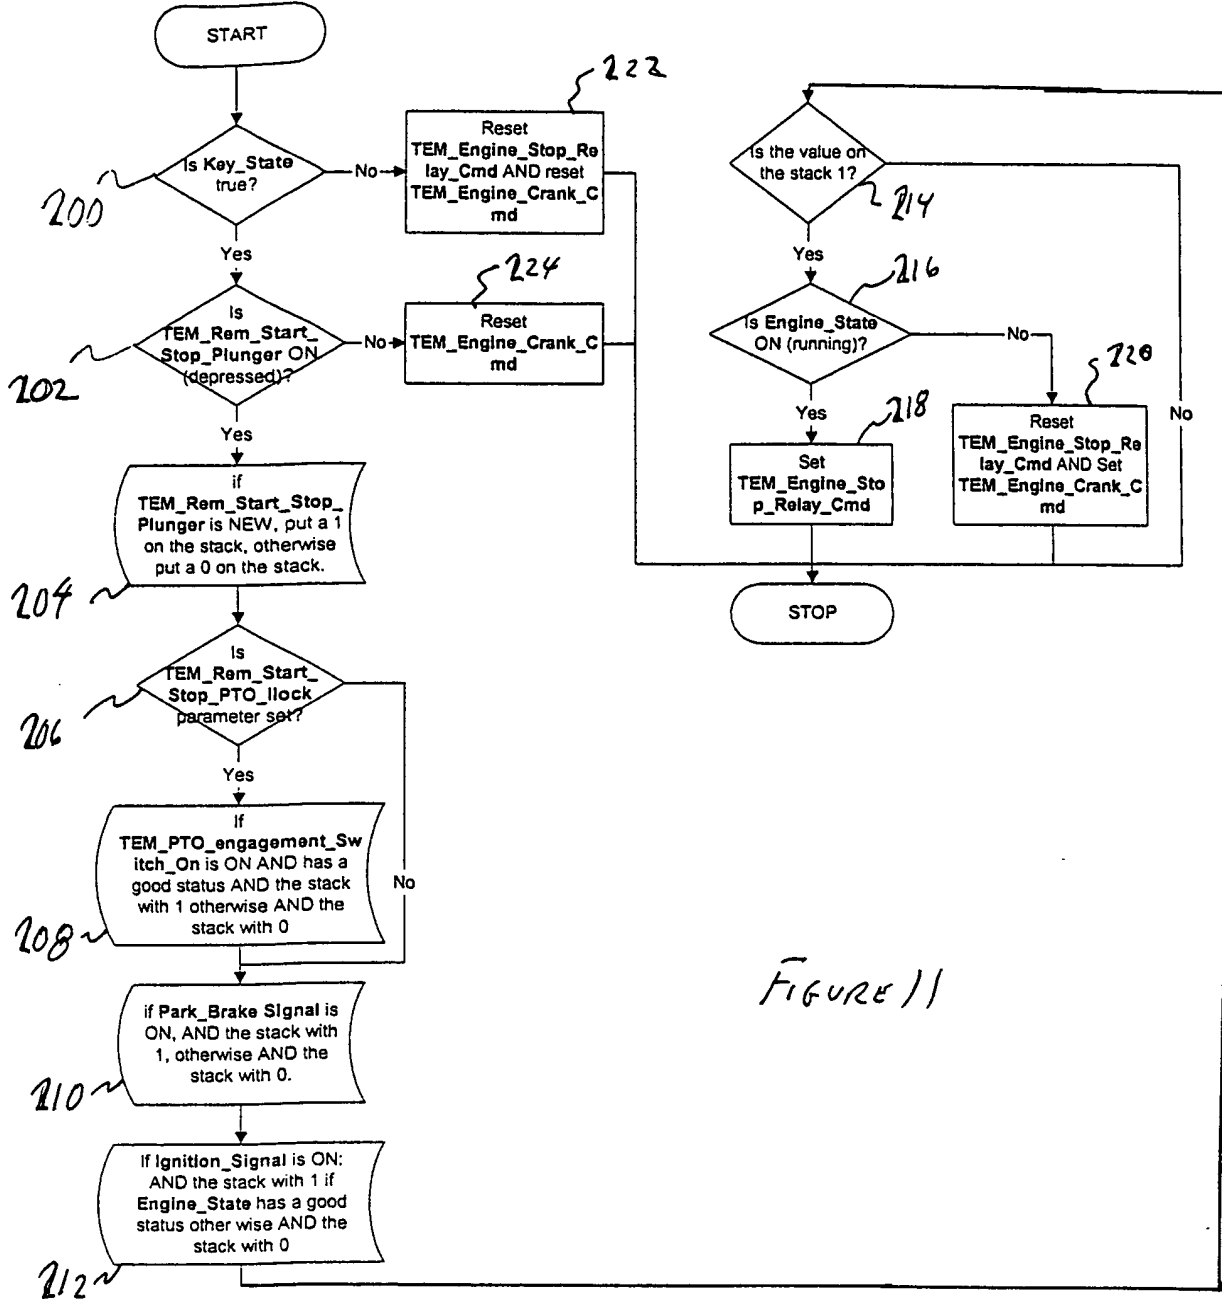 START
222
Is Key_State
true?
200
No
Reset
TEM_Engine_Stop_Re
lay_Cmd AND reset
TEM_Engine_Crank_C
md
Yes
224
Is
TEM_Rem_Start_
Stop_Plunger ON
(depressed)?
202
No
Reset
TEM_Engine_Crank_C
md
Yes
if
TEM_Rem_Start_Stop_
Plunger is NEW, put a 1
on the stack, otherwise
put a 0 on the stack.
204
Is
TEM_Rem_Start_
Stop_PTO_Ilock
parameter set?
206
Yes
No
If
TEM_PTO_engagement_Sw
itch_On is ON AND has a
good status AND the stack
with 1 otherwise AND the
stack with 0
208
if Park_Brake Signal is
ON, AND the stack with
1, otherwise AND the
stack with 0.
210
If Ignition_Signal is ON:
AND the stack with 1 if
Engine_State has a good
status other wise AND the
stack with 0
212
Is the value on
the stack 1?
214
Yes
No
216
Is Engine_State
ON (running)?
No
Yes
218
220
Set
TEM_Engine_Sto
p_Relay_Cmd
Reset
TEM_Engine_Stop_Re
lay_Cmd AND Set
TEM_Engine_Crank_C
md
STOP
FIGURE 11